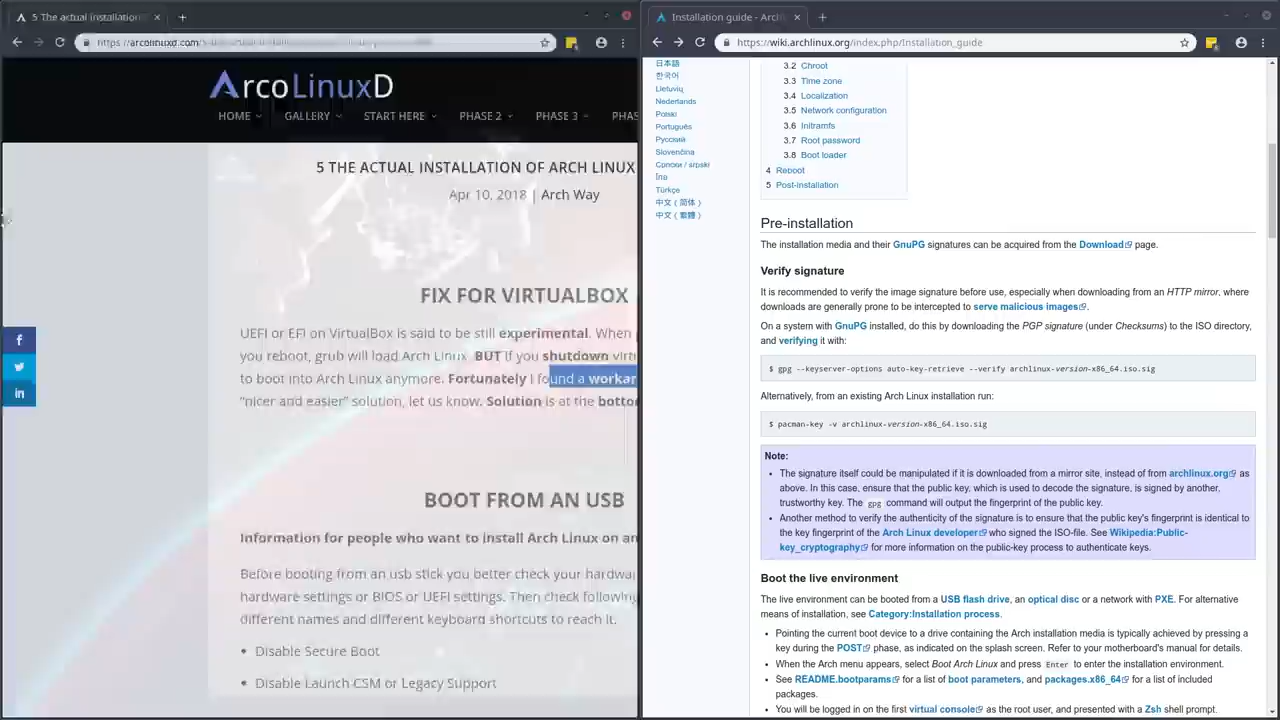 The actual installation
https://arcolinuxd.com/5
ArcoLinuxD
HOME GALLERY START HERE PHASE 2 PHASE 3 PHAS
5 THE ACTUAL INSTALLATION OF ARCH LINUX
Apr 10, 2018 | Arch Way
FIX FOR VIRTUALBOX
UEFI or EFI on VirtualBox is said to be still experimental. When
you reboot, grub will load Arch Linux BUT if you shutdown virt
to boot into Arch Linux anymore. Fortunately I found a workar
"nicer and easier" solution, let us know. Solution is at the botto
BOOT FROM AN USB
Information for people who want to install Arch Linux on an
Before booting from an usb stick you better check your hardwa
hardware settings or BIOS or UEFI settings. Then check following
different names and different keyboard shortcuts to reach it.
• Disable Secure Boot
• Disable Launch CSM or Legacy Support
Installation guide - Arch
https://wiki.archlinux.org/index.php/Installation_guide
日本語
한국어
Lietuvių
Nederlands
Polski
Português
Русский
Slovenčina
Српски / srpski
ไทย
Türkçe
中文（简体）
中文（繁體）
3.2 Chroot
3.3 Time zone
3.4 Localization
3.5 Network configuration
3.6 Initramfs
3.7 Root password
3.8 Boot loader
4 Reboot
5 Post-installation
Pre-installation
The installation media and their GnuPG signatures can be acquired from the Download page.
Verify signature
It is recommended to verify the image signature before use, especially when downloading from an HTTP mirror, where
downloads are generally prone to be intercepted to serve malicious images.
On a system with GnuPG installed, do this by downloading the PGP signature (under Checksums) to the ISO directory,
and verifying it with:
$ gpg --keyserver-options auto-key-retrieve --verify archlinux-version-x86_64.iso.sig
Alternatively, from an existing Arch Linux installation run:
$ pacman-key -v archlinux-version-x86_64.iso.sig
Note:
• The signature itself could be manipulated if it is downloaded from a mirror site, instead of from archlinux.org as
above. In this case, ensure that the public key, which is used to decode the signature, is signed by another,
trustworthy key. The gpg command will output the fingerprint of the public key.
• Another method to verify the authenticity of the signature is to ensure that the public key's fingerprint is identical to
the key fingerprint of the Arch Linux developer who signed the ISO-file. See Wikipedia:Public-
key_cryptography for more information on the public-key process to authenticate keys.
Boot the live environment
The live environment can be booted from a USB flash drive, an optical disc or a network with PXE. For alternative
means of installation, see Category:Installation process.
• Pointing the current boot device to a drive containing the Arch installation media is typically achieved by pressing a
key during the POST phase, as indicated on the splash screen. Refer to your motherboard's manual for details.
• When the Arch menu appears, select Boot Arch Linux and press Enter to enter the installation environment.
• See README.bootparams for a list of boot parameters, and packages.x86_64 for a list of included
packages.
• You will be logged in on the first virtual console as the root user, and presented with a Zsh shell prompt.